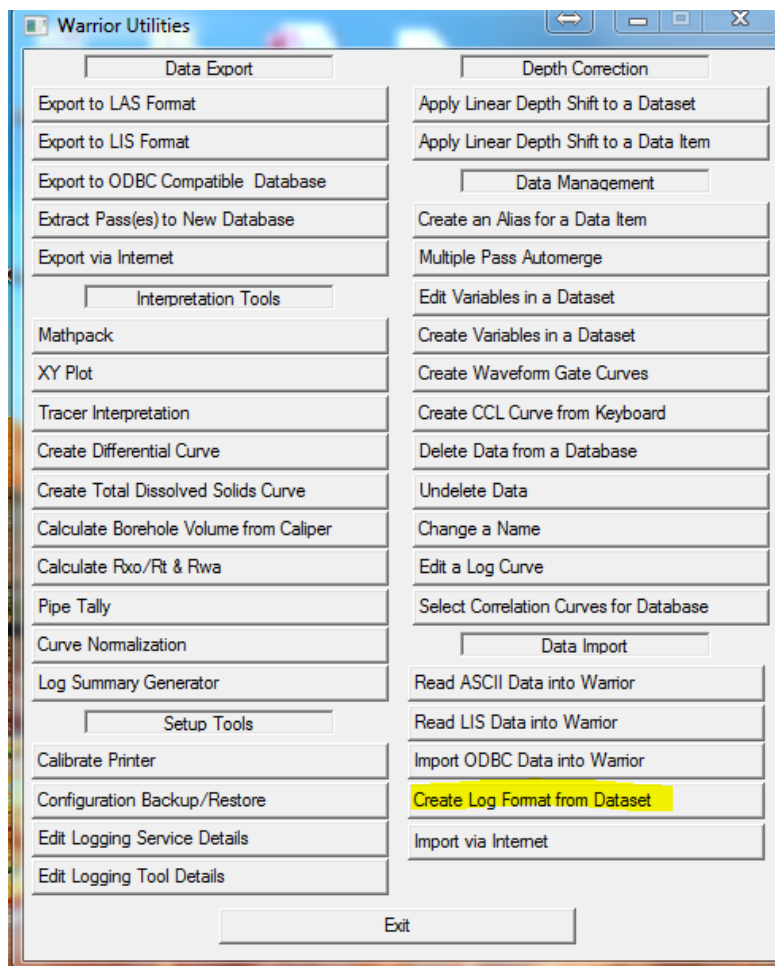 Warrior Utilities
Data Export
Export to LAS Format
Export to LIS Format
Export to ODBC Compatible Database
Extract Pass(es) to New Database
Export via Internet
Interpretation Tools
Mathpack
XY Plot
Tracer Interpretation
Create Differential Curve
Create Total Dissolved Solids Curve
Calculate Borehole Volume from Caliper
Calculate Rxo/Rt & Rwa
Pipe Tally
Curve Normalization
Log Summary Generator
Setup Tools
Calibrate Printer
Configuration Backup/Restore
Edit Logging Service Details
Edit Logging Tool Details
Depth Correction
Apply Linear Depth Shift to a Dataset
Apply Linear Depth Shift to a Data Item
Data Management
Create an Alias for a Data Item
Multiple Pass Automerge
Edit Variables in a Dataset
Create Variables in a Dataset
Create Waveform Gate Curves
Create CCL Curve from Keyboard
Delete Data from a Database
Undelete Data
Change a Name
Edit a Log Curve
Select Correlation Curves for Database
Data Import
Read ASCII Data into Warrior
Read LIS Data into Warrior
Import ODBC Data into Warrior
Create Log Format from Dataset
Import via Internet
Exit